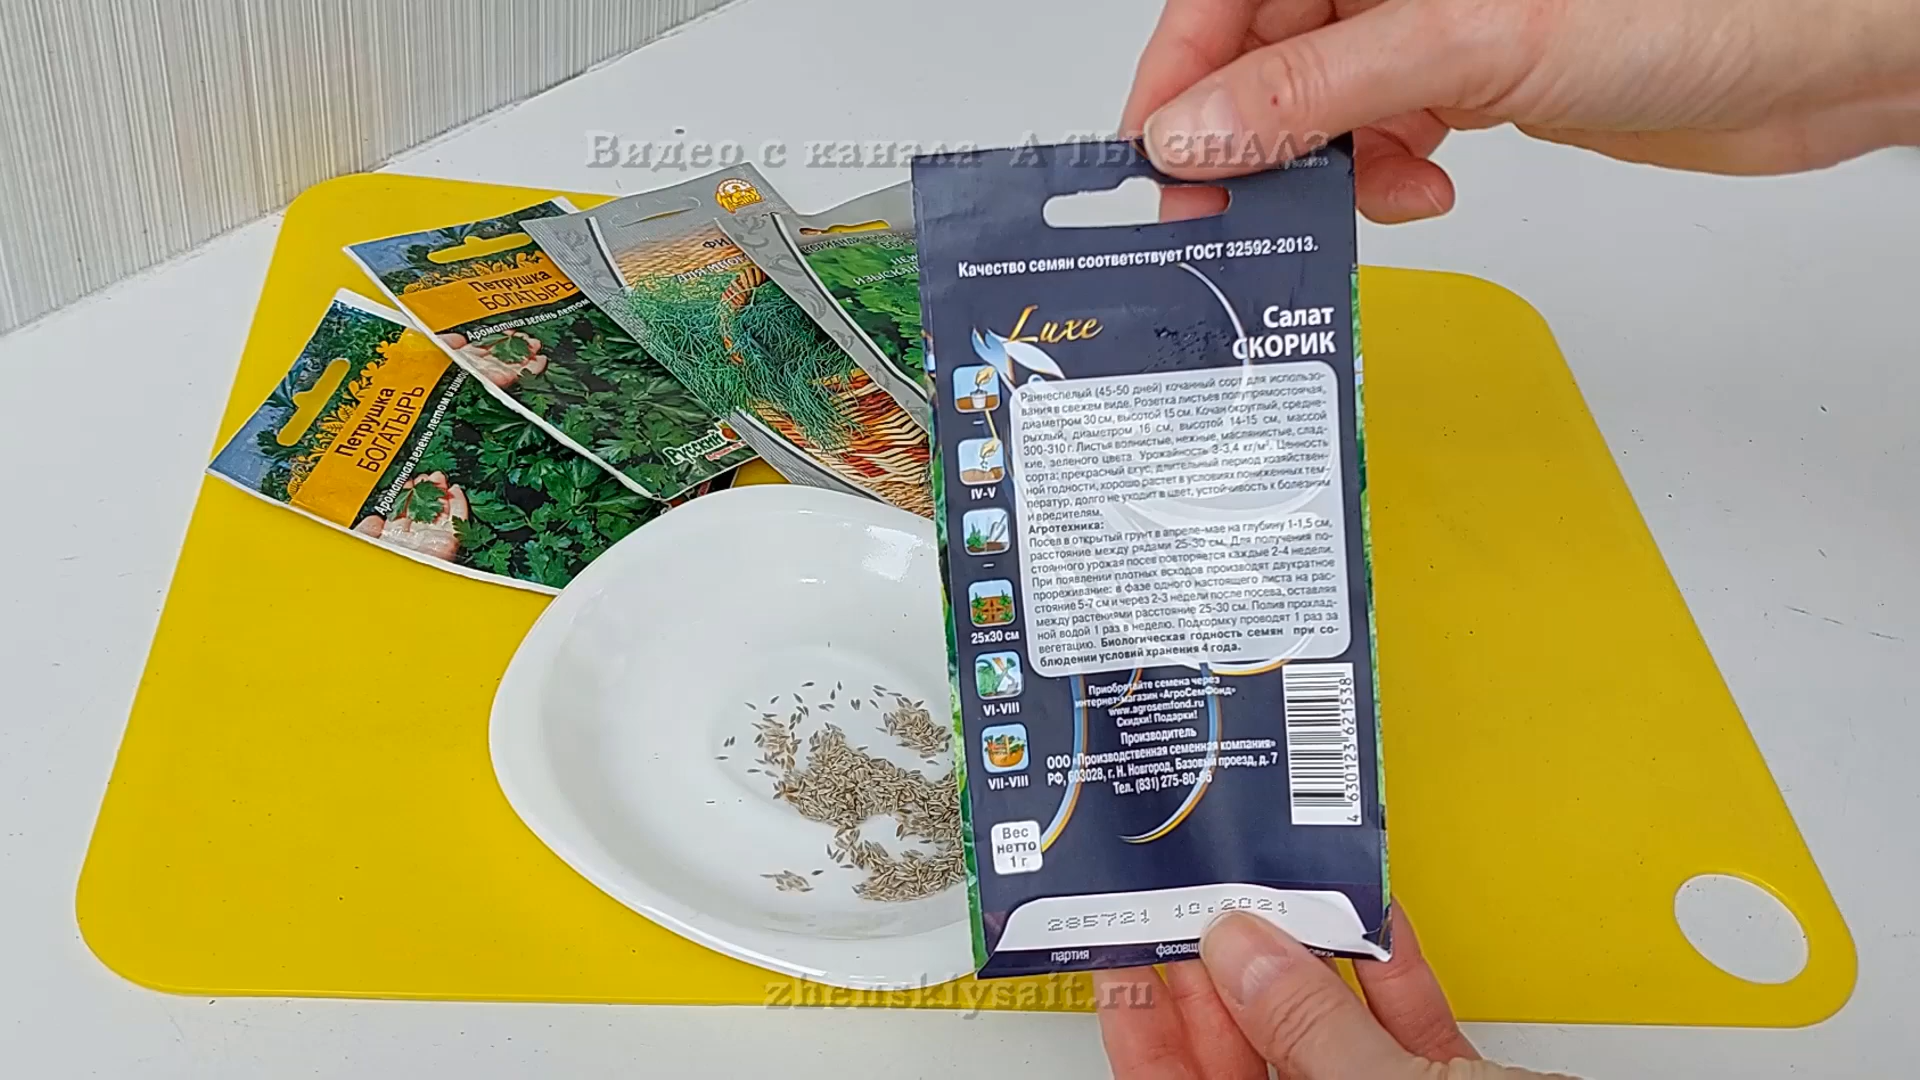 Видео с канала А ТЫ ЗНАЛ?
Качество семян соответствует ГОСТ 32592-2013.
Luxe
Салат
СКОРИК
Раннеспелый (45-50 дней) кочанный сорт для использо-
вания в свежем виде. Розетка листьев полупрямостоячая,
диаметром 30 см, высотой 15 см. Кочан округлый, средне-
рыхлый, диаметром 16 см, высотой 14-15 см, массой
300-310 г. Листья волнистые, нежные, маслянистые, слад-
кие, зеленого цвета. Урожайность 3-3,4 кг/м². Ценность
сорта: прекрасный вкус, длительный период хозяйствен-
ной годности, хорошо растет в условиях пониженных тем-
ператур, долго не уходит в цвет, устойчивость к болезням
и вредителям.
Агротехника:
Посев в открытый грунт в апреле-мае на глубину 1-1,5 см,
расстояние между рядами 25-30 см. Для получения по-
стоянного урожая посев повторяется каждые 2-4 недели.
При появлении плотных всходов производят двукратное
прореживание: в фазе одного настоящего листа на рас-
стояние 5-7 см и через 2-3 недели после посева, оставляя
между растениями расстояние 25-30 см. Полив прохлад-
ной водой 1 раз в неделю. Подкормку проводят 1 раз за
вегетацию. Биологическая годность семян при со-
блюдении условий хранения 4 года.
IV-V
25x30 см
VI-VIII
VII-VIII
Приобретайте семена через
интернет-магазин «АгроСемФонд»
www.agrosemfond.ru
Скидки! Подарки!
Производитель
ООО «Производственная семенная компания»
РФ, 603028, г. Н. Новгород, Базовый проезд, д. 7
Тел. (831) 275-80-66
4 630123 621538
Вес
нетто
1 г
285721 10.2021
партия
фасовщ
Петрушка
БОГАТЫРЬ
Ароматная зелень летом и зимой
Петрушка
БОГАТЫРЬ
Ароматная зелень летом
Русский
zhenskiysait.ru